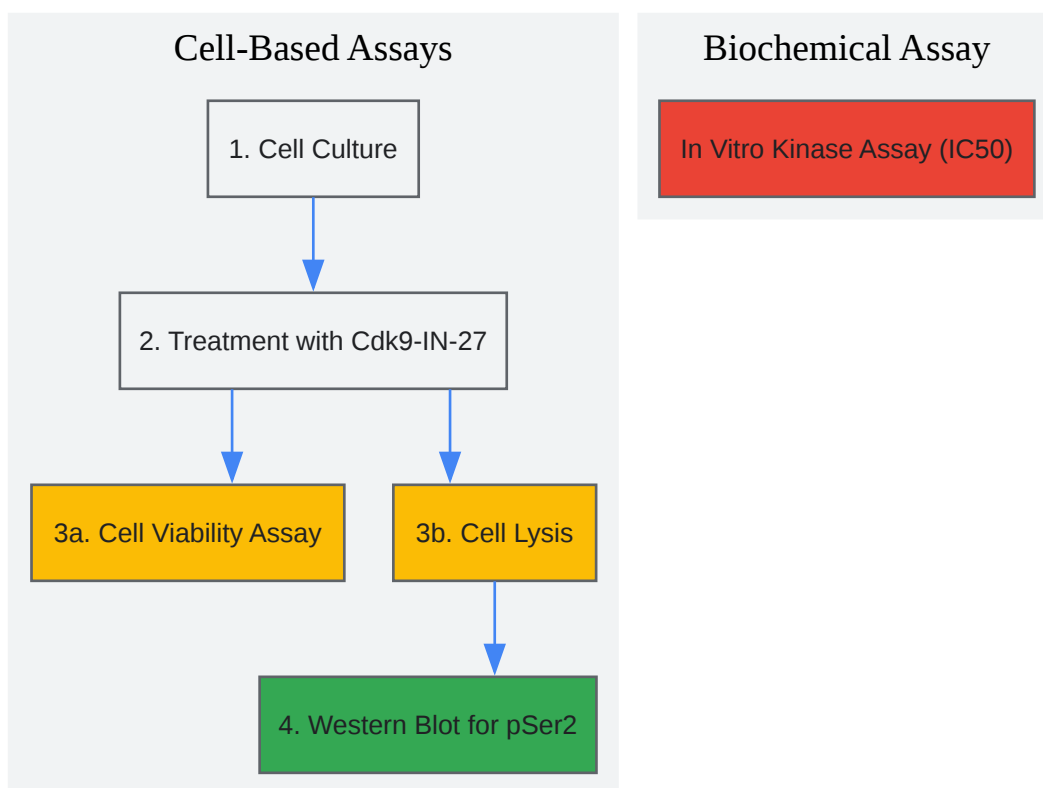 Cell-Based Assays
1. Cell Culture
2. Treatment with Cdk9-IN-27
3a. Cell Viability Assay
3b. Cell Lysis
4. Western Blot for pSer2
Biochemical Assay
In Vitro Kinase Assay (IC50)